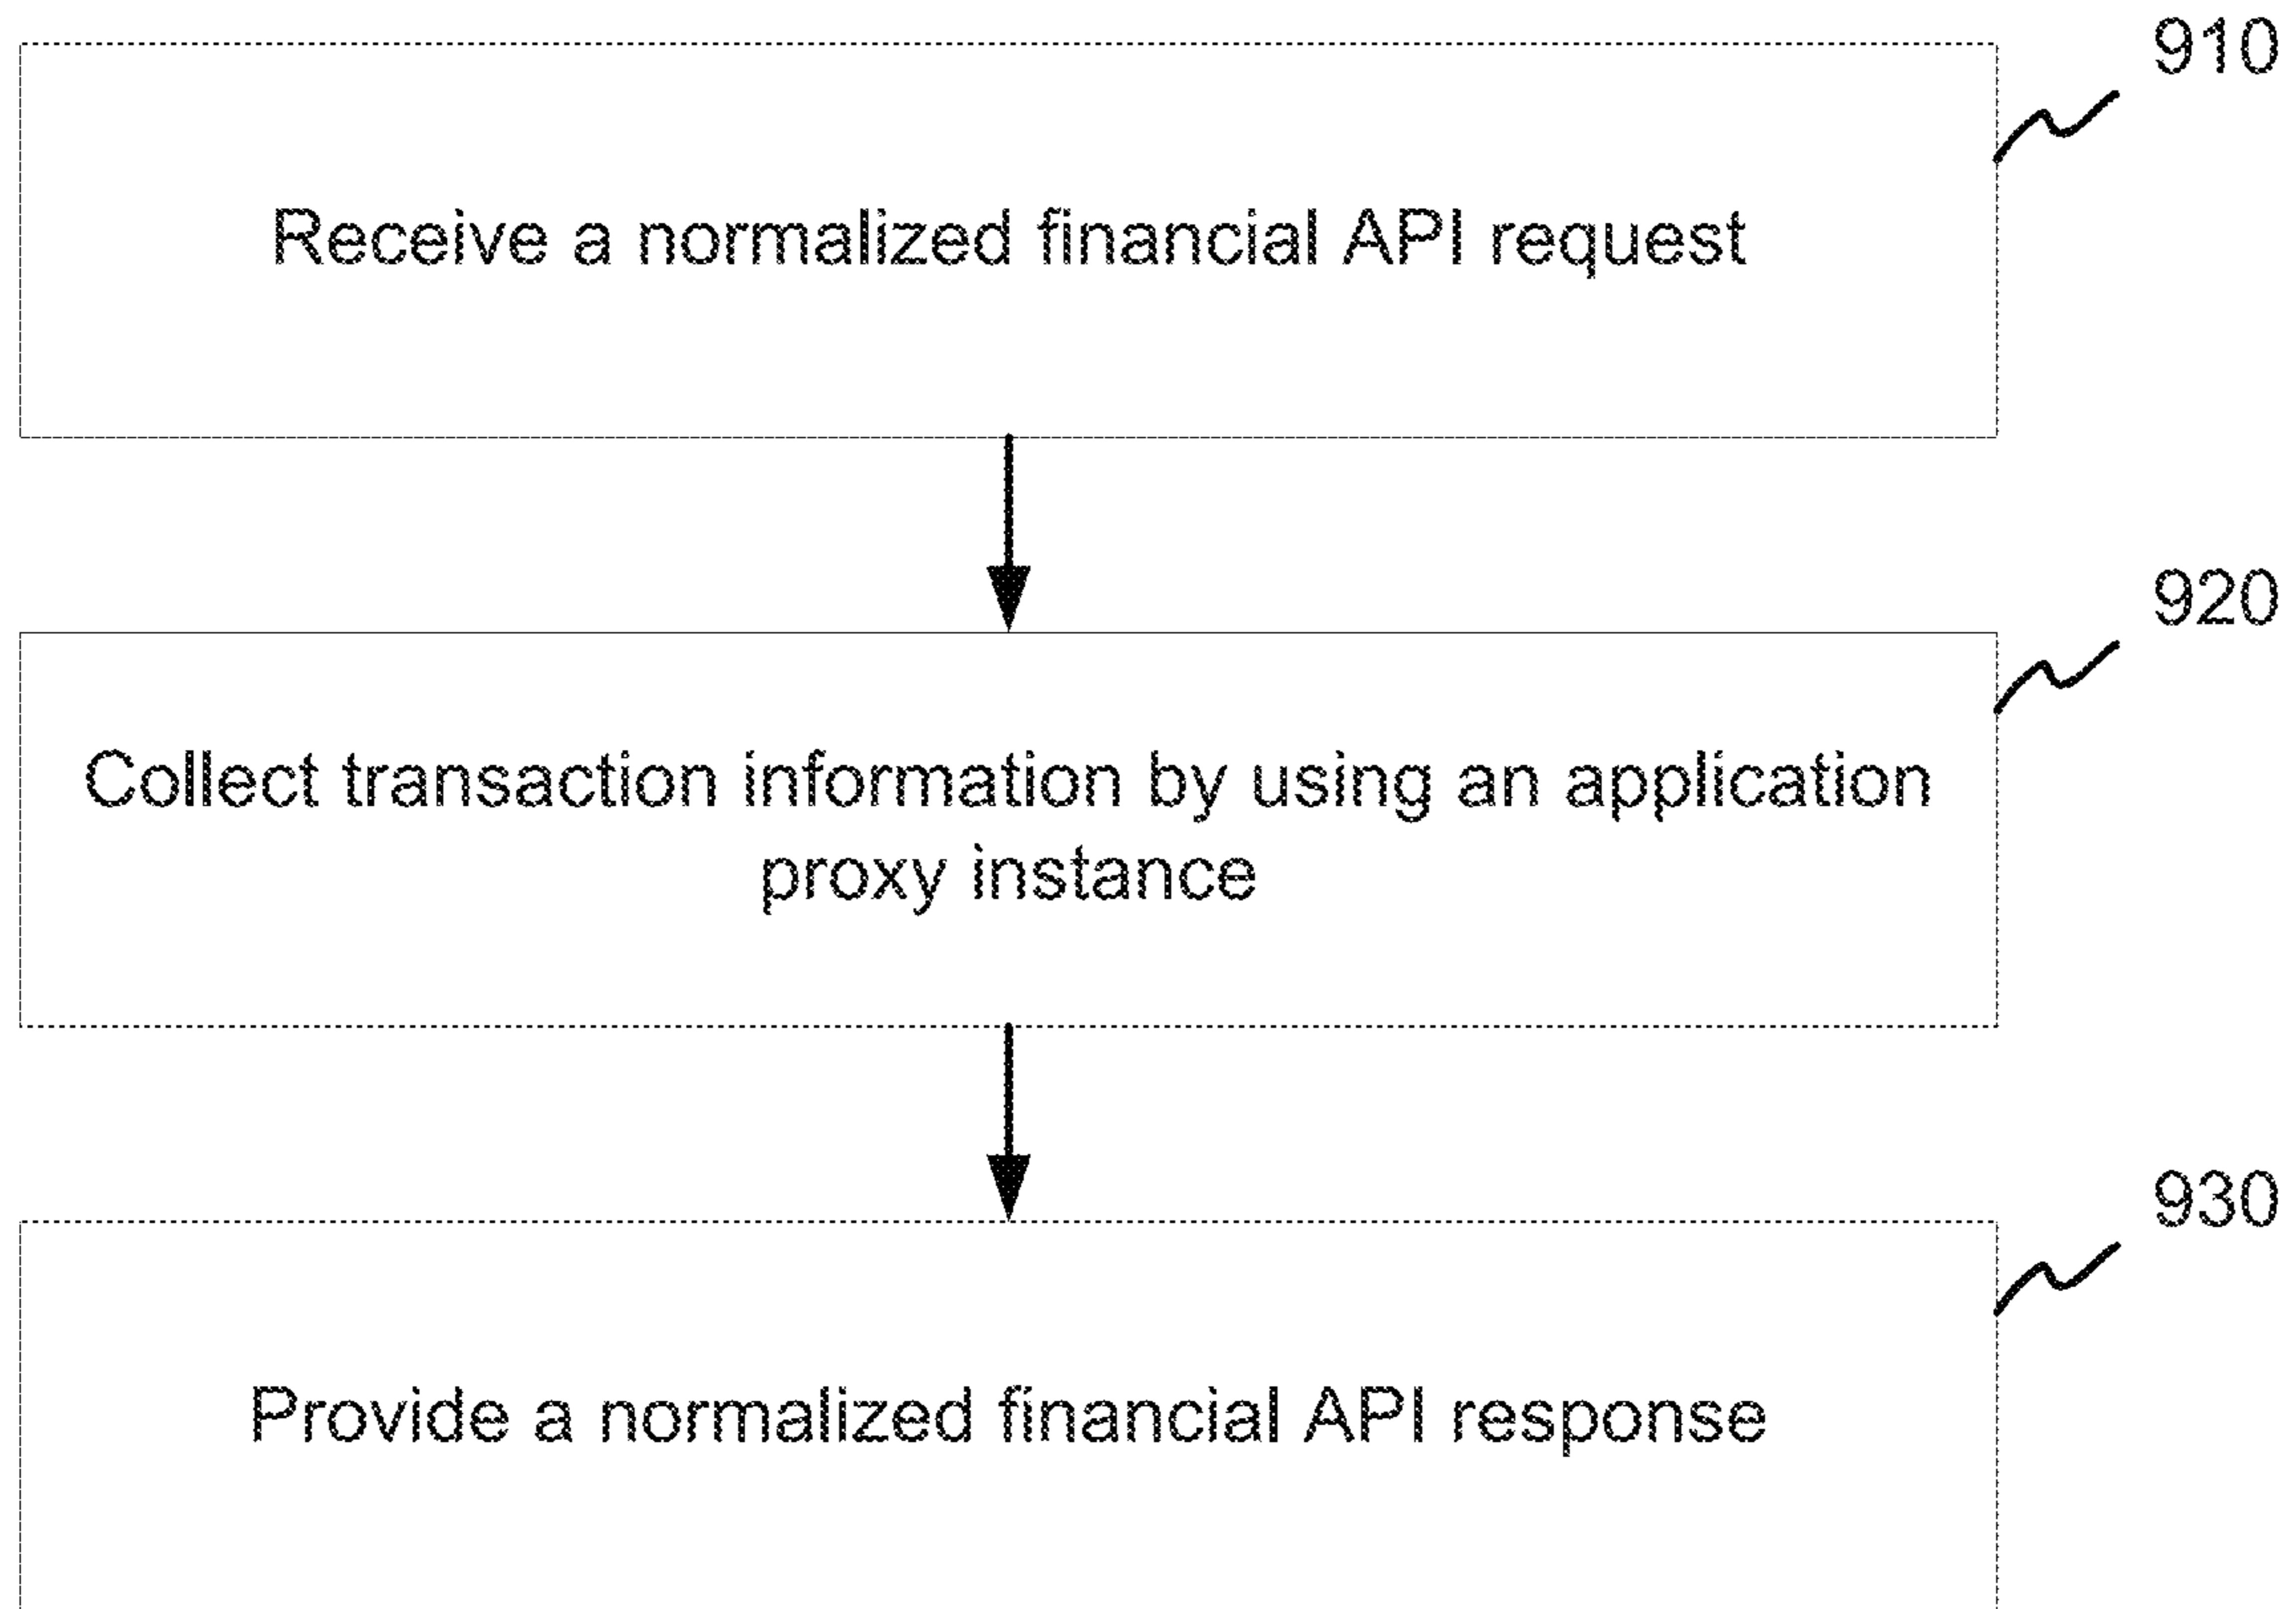 910
Receive a normalized financial API request
920
Collect transaction information by using an application
proxy instance
930
Provide a normalized financial API response